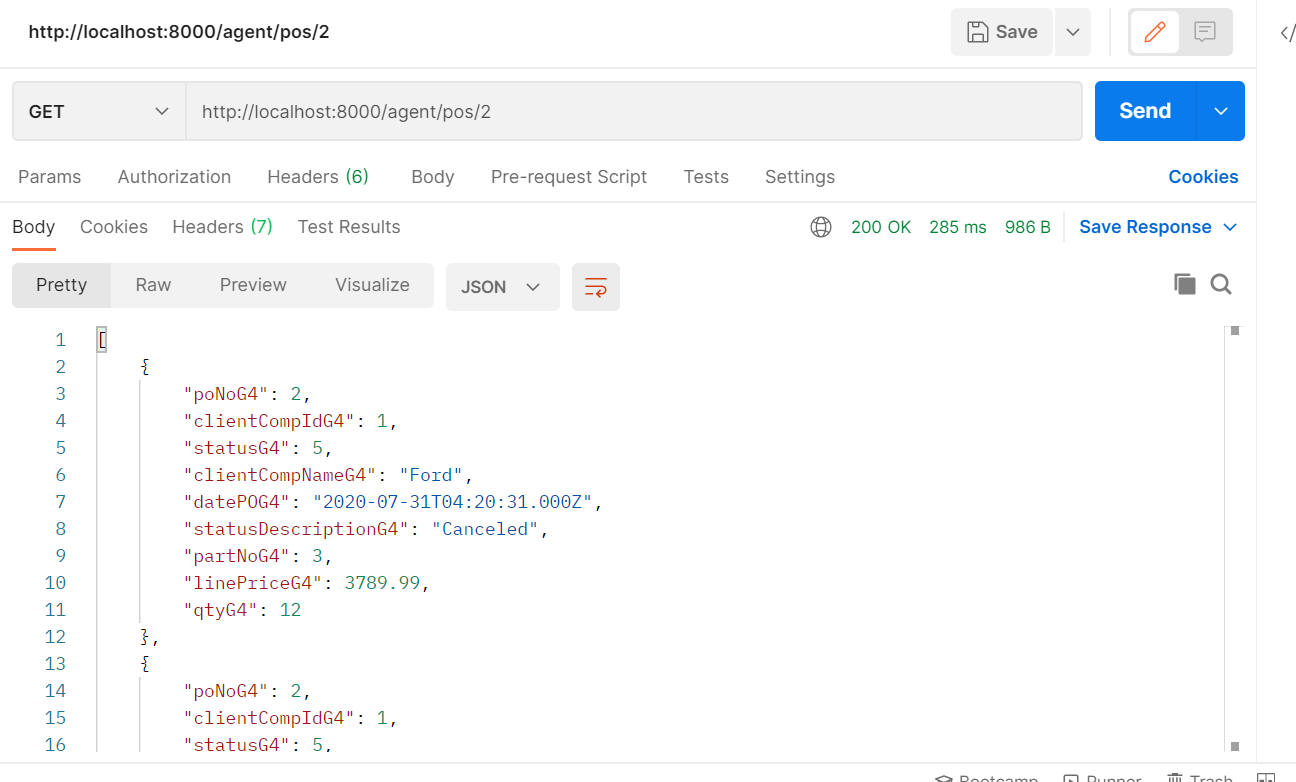 http://localhost:8000/agent/pos/2
Save
GET http://localhost:8000/agent/pos/2 Send
Params Authorization Headers (6) Body Pre-request Script Tests Settings Cookies
Body Cookies Headers (7) Test Results 200 OK 285 ms 986 B Save Response
Pretty Raw Preview Visualize JSON
1 [
2 {
3 "poNoG4": 2,
4 "clientCompIdG4": 1,
5 "statusG4": 5,
6 "clientCompNameG4": "Ford",
7 "datePOG4": "2020-07-31T04:20:31.000Z",
8 "statusDescriptionG4": "Canceled",
9 "partNoG4": 3,
10 "linePriceG4": 3789.99,
11 "qtyG4": 12
12 },
13 {
14 "poNoG4": 2,
15 "clientCompIdG4": 1,
16 "statusG4": 5,
Bootcamp Runner Trash